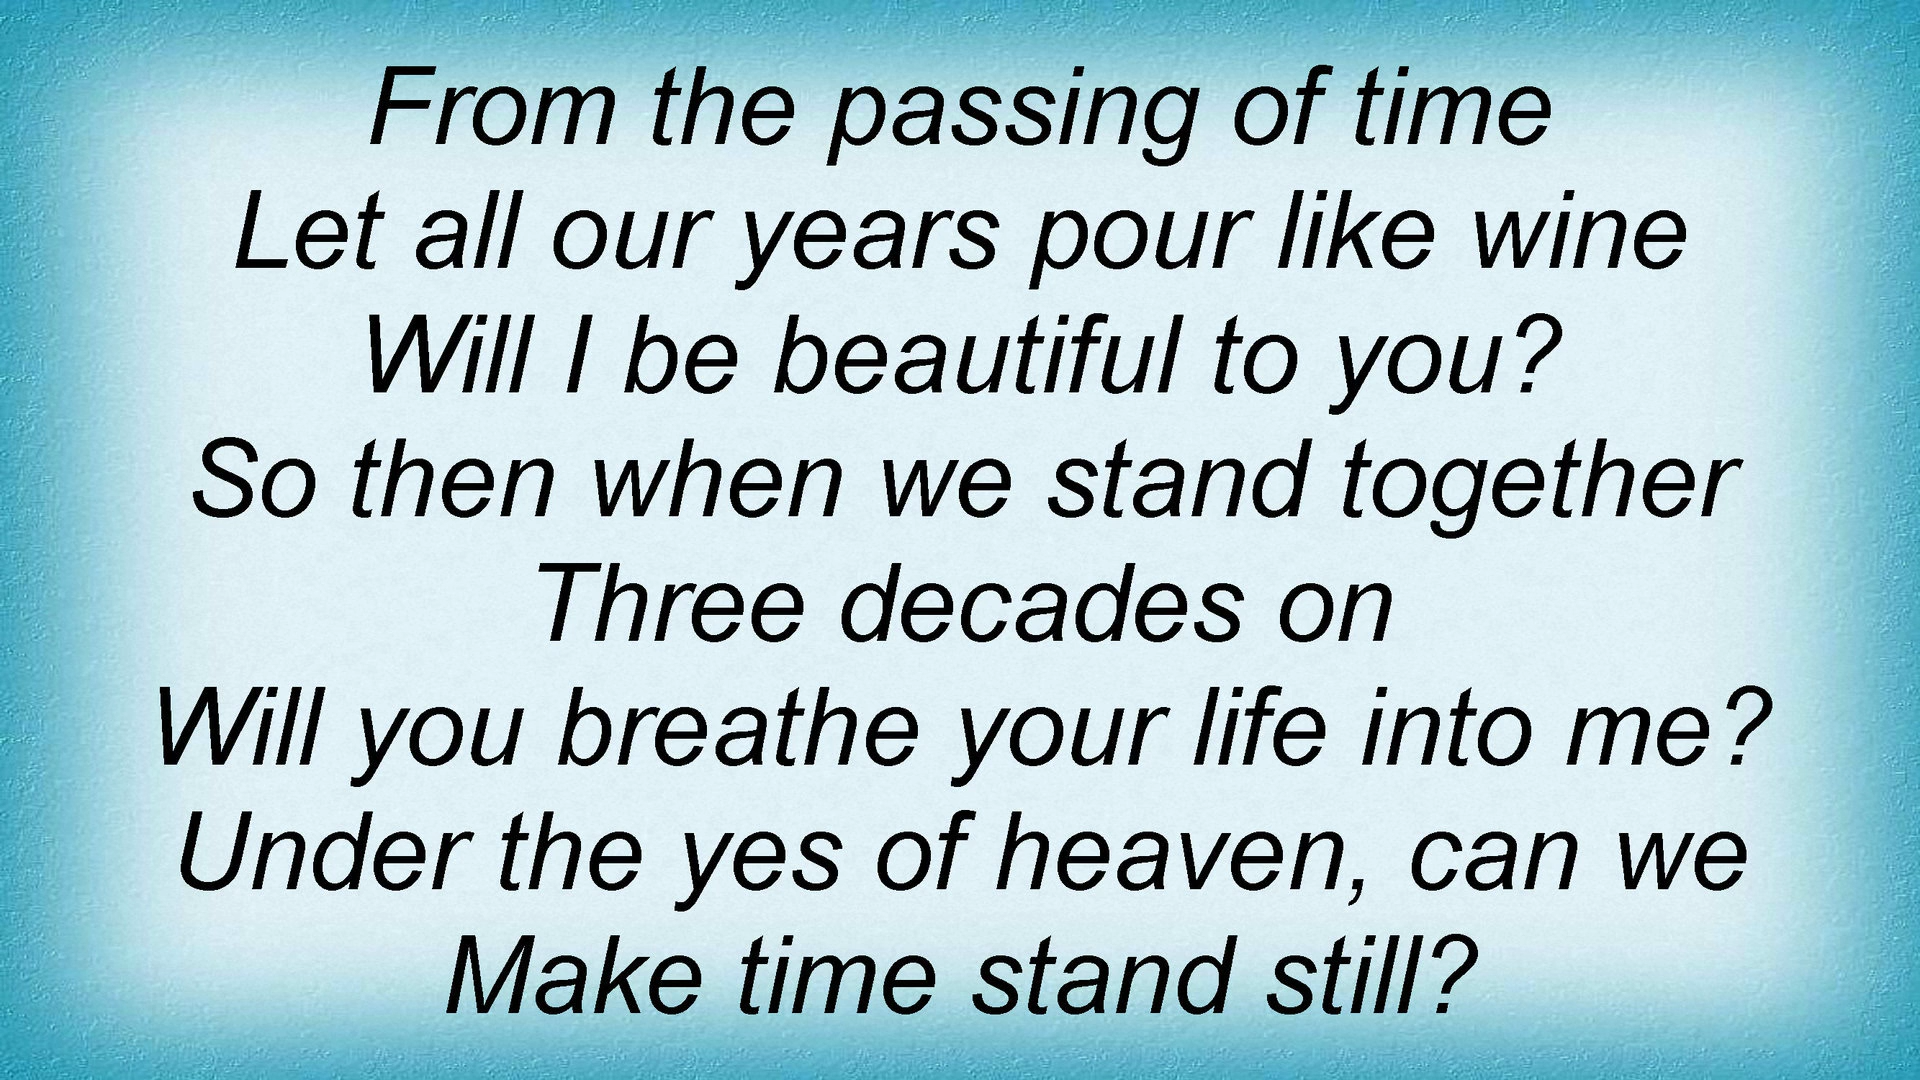 From the passing of time
Let all our years pour like wine
Will I be beautiful to you?
So then when we stand together
Three decades on
Will you breathe your life into me?
Under the yes of heaven, can we
Make time stand still?